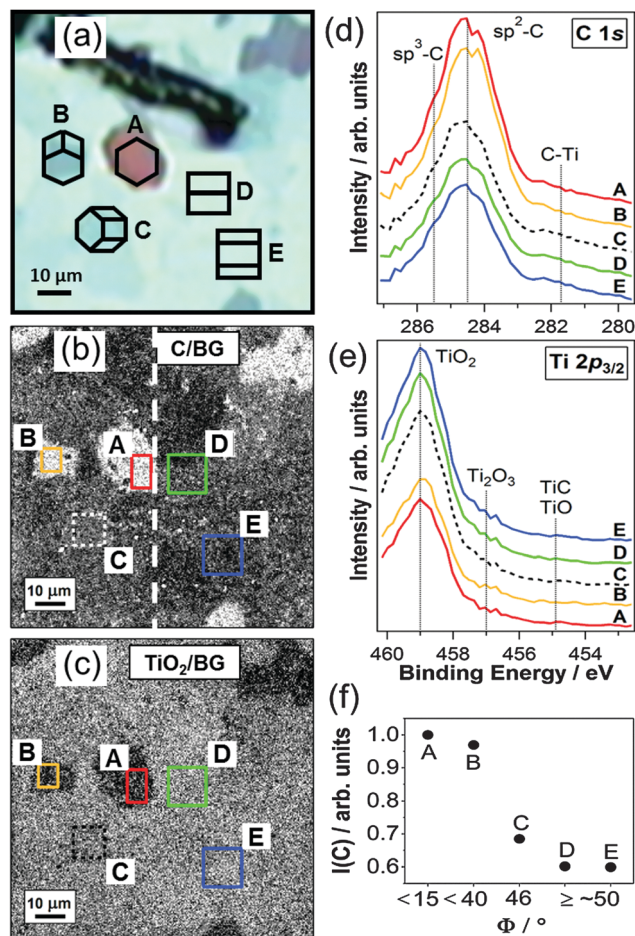 (a)
B
A
D
C
E
10 µm
(b)
C/BG
B
A
D
E
C
10 µm
(c)
TiO2/BG
B
A
D
E
C
10 µm
(d)
C 1s
sp3-C
sp2-C
C-Ti
A
B
C
D
E
Intensity / arb. units
286 284 282 280
(e)
Ti 2p3/2
TiO2
Ti2O3
TiC
TiO
E
D
C
B
A
Intensity / arb. units
460 458 456 454
Binding Energy / eV
(f)
I(C) / arb. units
1.0
0.9
0.8
0.7
0.6
A
B
C
D
E
<15 <40 46 ≥ ~50
Φ / °